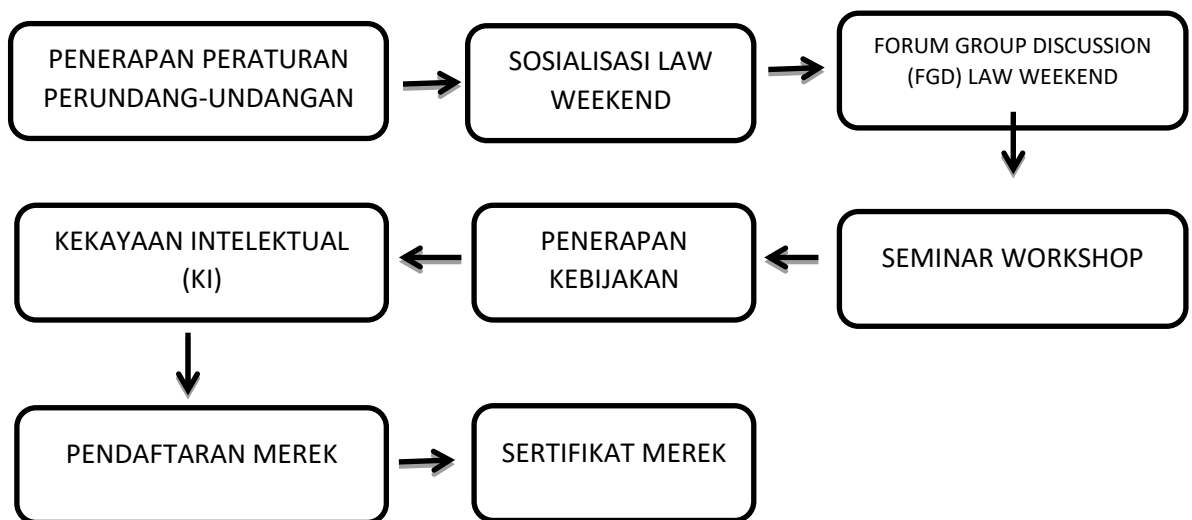 PENERAPAN PERATURAN
PERUNDANG-UNDANGAN
SOSIALISASI LAW
WEEKEND
FORUM GROUP DISCUSSION
(FGD) LAW WEEKEND
SEMINAR WORKSHOP
PENERAPAN
KEBIJAKAN
KEKAYAAN INTELEKTUAL
(KI)
PENDAFTARAN MEREK
SERTIFIKAT MEREK